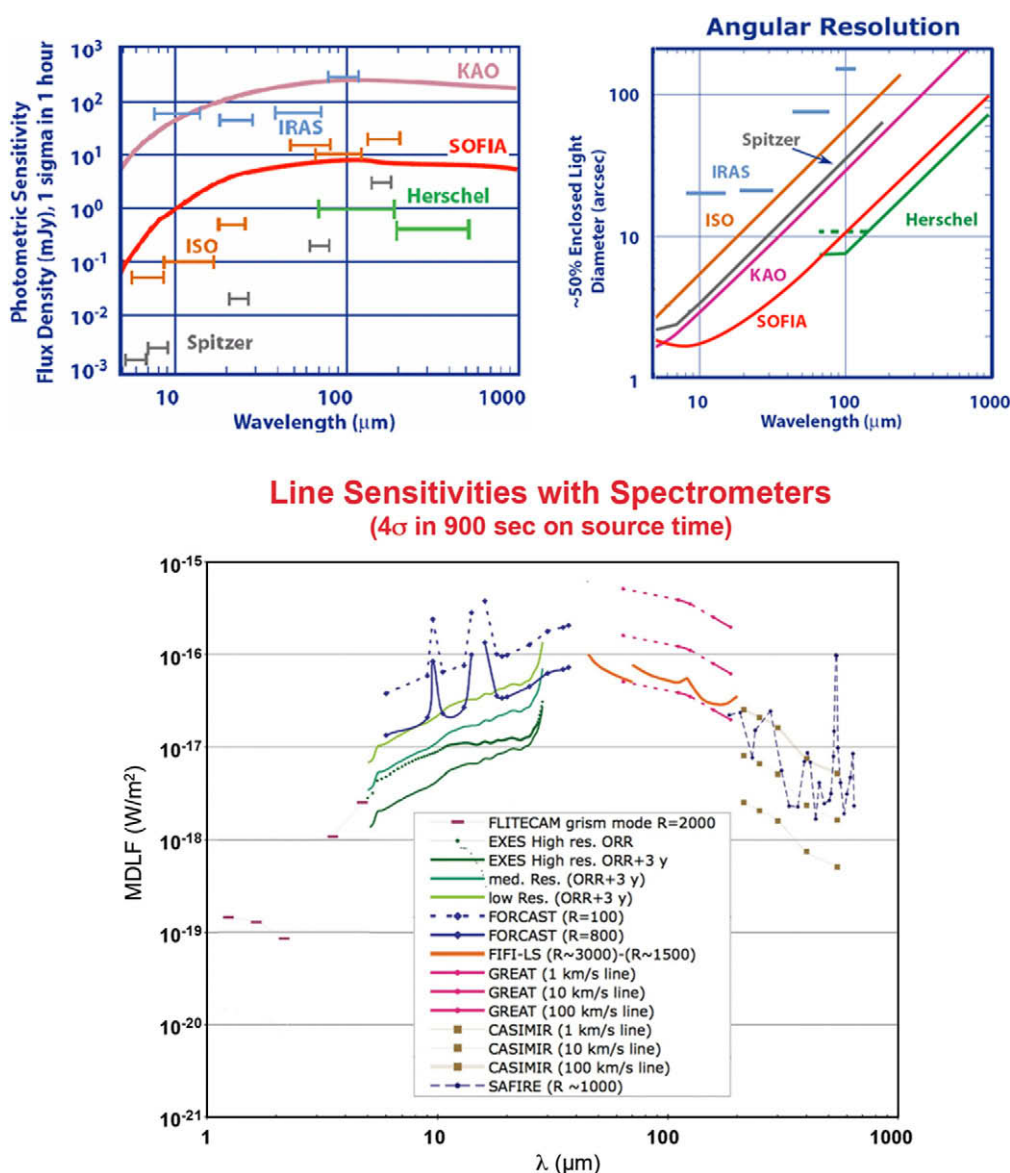 Photometric Sensitivity
Flux Density (mJy), 1 sigma in 1 hour
10³
10²
10¹
10⁰
10⁻¹
10⁻²
10⁻³
KAO
IRAS
SOFIA
Herschel
ISO
Spitzer
10
100
1000
Wavelength (μm)
Angular Resolution
~50% Enclosed Light
Diameter (arcsec)
100
10
1
Spitzer
IRAS
ISO
Herschel
KAO
SOFIA
10
100
1000
Wavelength (μm)
Line Sensitivities with Spectrometers
(4σ in 900 sec on source time)
MDLF (W/m²)
10⁻¹⁵
10⁻¹⁶
10⁻¹⁷
10⁻¹⁸
10⁻¹⁹
10⁻²⁰
10⁻²¹
FLITECAM grism mode R=2000
EXES High res. ORR
EXES High res. ORR+3 y
med. Res. (ORR+3 y)
low Res. (ORR+3 y)
FORCAST (R=100)
FORCAST (R=800)
FIFI-LS (R~3000)-(R~1500)
GREAT (1 km/s line)
GREAT (10 km/s line)
GREAT (100 km/s line)
CASIMIR (1 km/s line)
CASIMIR (10 km/s line)
CASIMIR (100 km/s line)
SAFIRE (R ~1000)
1
10
100
1000
λ (μm)